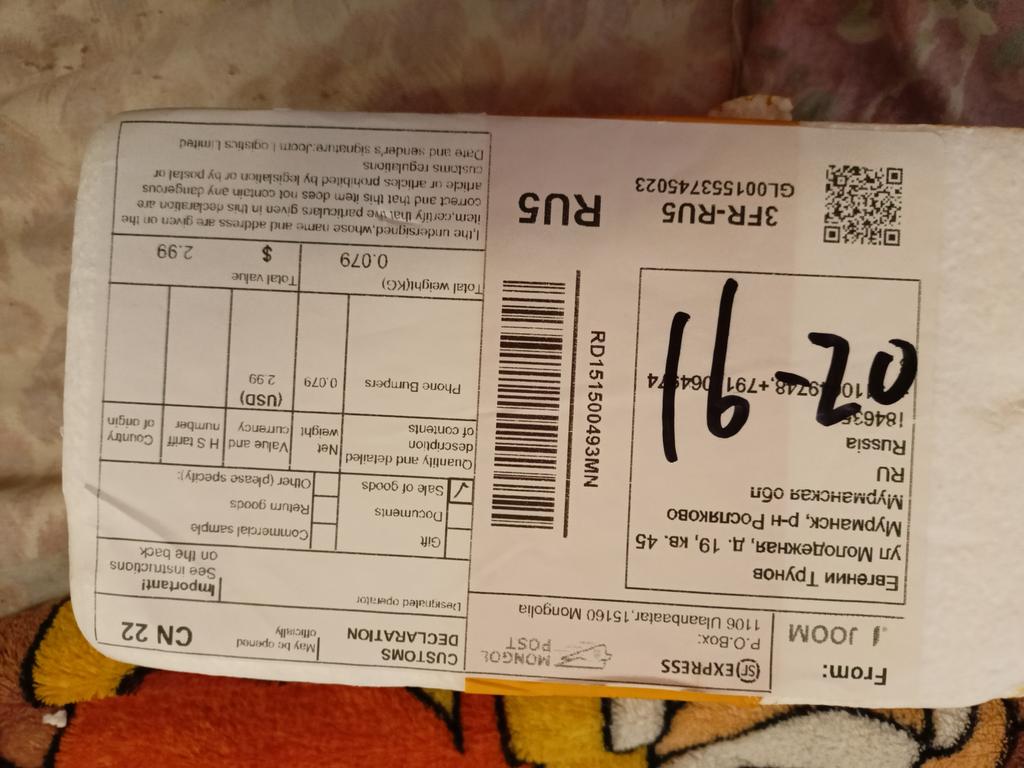 From:
JOOM
SF EXPRESS
MONGOL
POST
P.O.Box:
1106 Ulaanbaatar,15160 Mongolia
Евгении Трунов
ул Молодежная, д. 19, кв. 45
Мурманск, р-н Росляково
Мурманская обл
RU
Russia
02-91
RD151500493MN
3FR-RU5
GL001553745023
RU5
CUSTOMS
DECLARATION
May be opened
officially
CN 22
Designated operator
Important!
See instructions
on the back
Gift
Commercial sample
Documents
Return goods
✓ Sale of goods
Other (please specify):
Quantity and detailed
description
of contents
Net
weight
Value and
currency
(USD)
H S tariff
number
Country
of origin
Phone Bumpers
0.079
2.99
Total weight(KG)
0.079
Total value
$
2.99
I,the undersigned,whose name and address are given on the
item,certify that the particulars given in this declaration are
correct and that this item does not contain any dangerous
article or articles prohibited by legislation or by postal or
customs regulations
Date and sender's signature:Joom Logistics Limited